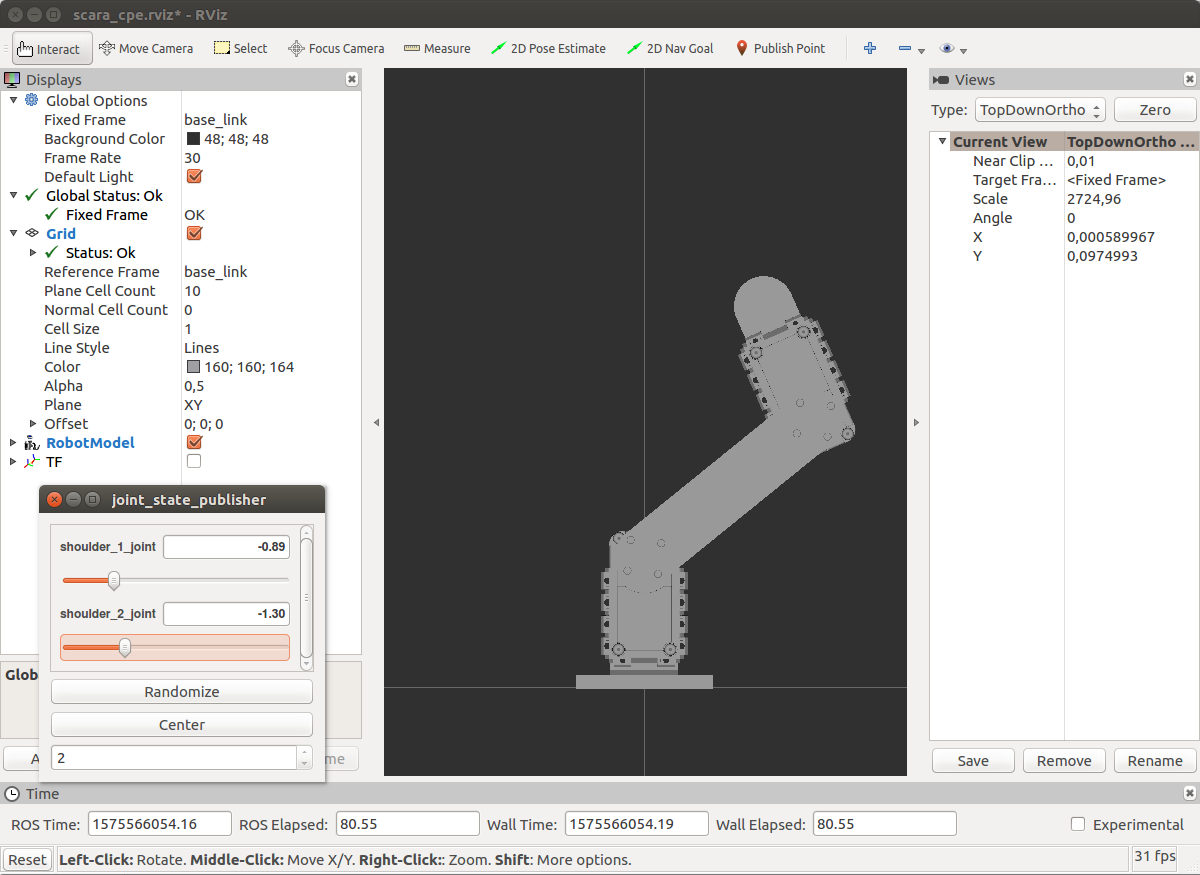 scara_cpe.rviz* - RViz
Interact Move Camera Select Focus Camera Measure 2D Pose Estimate 2D Nav Goal Publish Point
Displays
Global Options
Fixed Frame base_link
Background Color 48; 48; 48
Frame Rate 30
Default Light
Global Status: Ok
Fixed Frame OK
Grid
Status: Ok
Reference Frame base_link
Plane Cell Count 10
Normal Cell Count 0
Cell Size 1
Line Style Lines
Color 160; 160; 164
Alpha 0,5
Plane XY
Offset 0; 0; 0
RobotModel
TF
joint_state_publisher
shoulder_1_joint -0.89
shoulder_2_joint -1.30
Randomize
Center
2
Glob
A
me
Views
Type: TopDownOrtho Zero
Current View TopDownOrtho ...
Near Clip ... 0,01
Target Fra... <Fixed Frame>
Scale 2724,96
Angle 0
X 0,000589967
Y 0,0974993
Save Remove Rename
Time
ROS Time: 1575566054.16 ROS Elapsed: 80.55 Wall Time: 1575566054.19 Wall Elapsed: 80.55 Experimental
Reset Left-Click: Rotate. Middle-Click: Move X/Y. Right-Click:: Zoom. Shift: More options. 31 fps